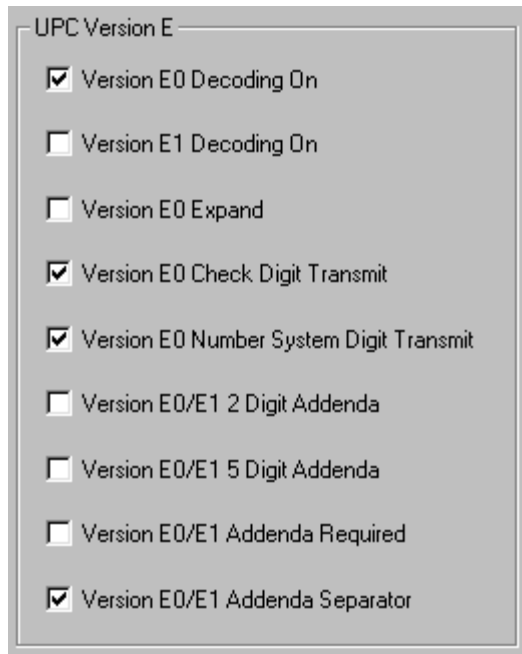 UPC Version E
Version E0 Decoding On
Version E1 Decoding On
Version E0 Expand
Version E0 Check Digit Transmit
Version E0 Number System Digit Transmit
Version E0/E1 2 Digit Addenda
Version E0/E1 5 Digit Addenda
Version E0/E1 Addenda Required
Version E0/E1 Addenda Separator